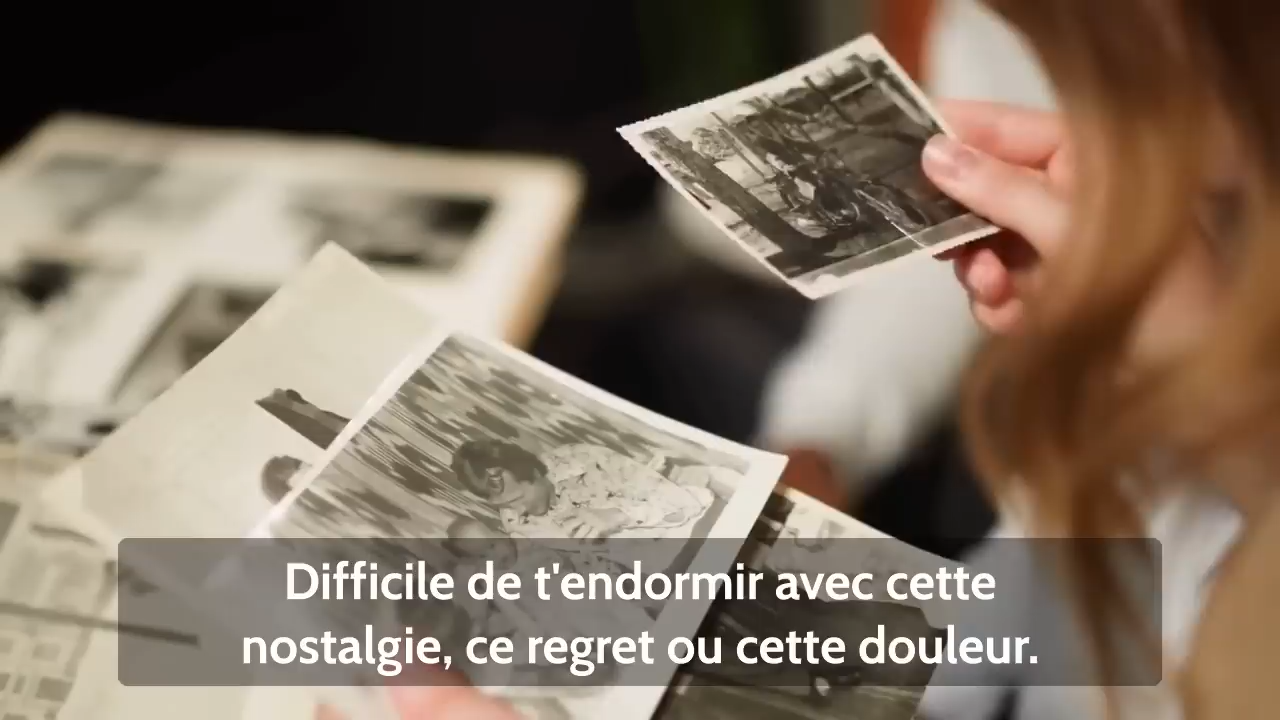 Difficile de t'endormir avec cette
nostalgie, ce regret ou cette douleur.